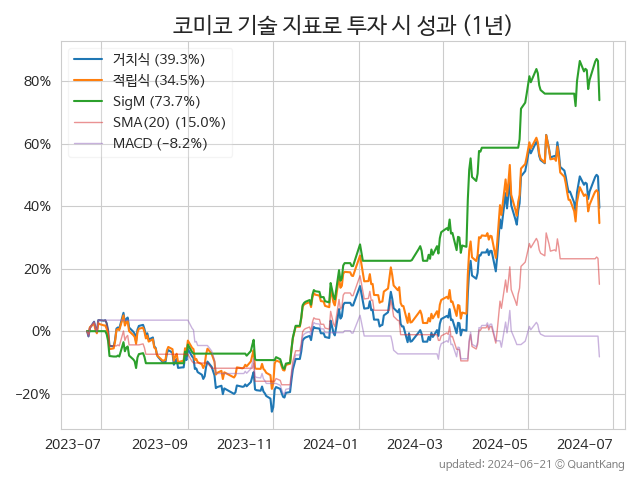 코미코 기술 지표로 투자 시 성과 (1년)
거치식 (39.3%)
적립식 (34.5%)
SigM (73.7%)
SMA(20) (15.0%)
MACD (−8.2%)
80%
60%
40%
20%
0%
−20%
2023-07
2023-09
2023-11
2024-01
2024-03
2024-05
2024-07
updated: 2024-06-21 © QuantKang